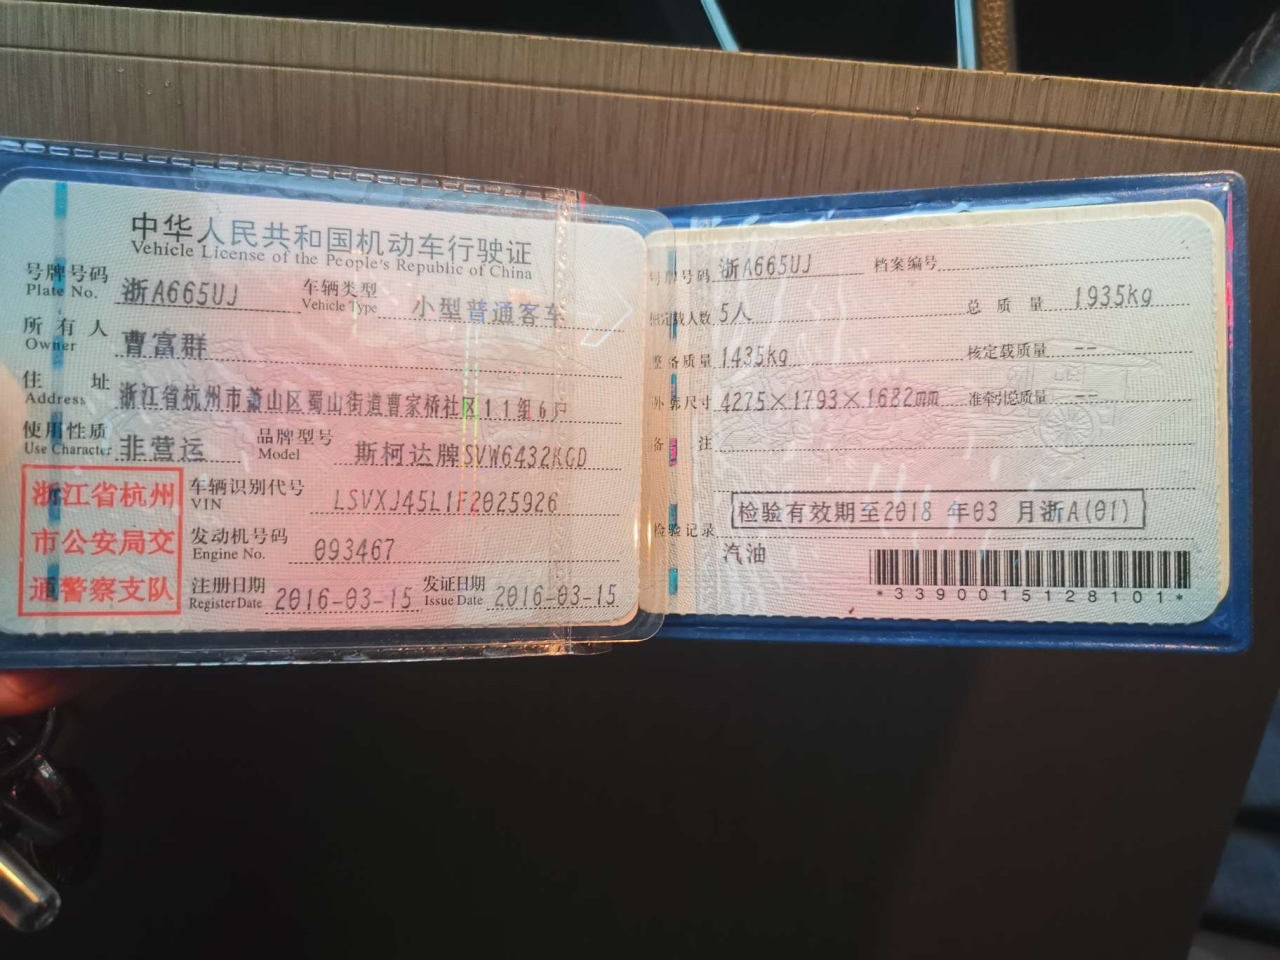 中华人民共和国机动车行驶证
Vehicle License of the People's Republic of China
号牌号码 浙A665UJ 车辆类型 小型普通客车
Plate No. Vehicle Type
所有人 曹富群
Owner
住址 浙江省杭州市萧山区蜀山街道曹家桥社区11组6户
Address
使用性质 非营运 品牌型号 斯柯达牌SVW6432KGD
Use Character Model
浙江省杭州
市公安局交
通警察支队
车辆识别代号 LSVXJ45L1F2025926
VIN
发动机号码 093467
Engine No.
注册日期 2016-03-15 发证日期 2016-03-15
Register Date Issue Date
号牌号码 浙A665UJ 档案编号
核定载人数 5人 总质量 1935kg
整备质量 1435kg 核定载质量 --
外廓尺寸 4275×1793×1682mm 准牵引总质量 --
备注
检验记录 检验有效期至2018 年03 月浙A(01)
汽油
*3390015128101*